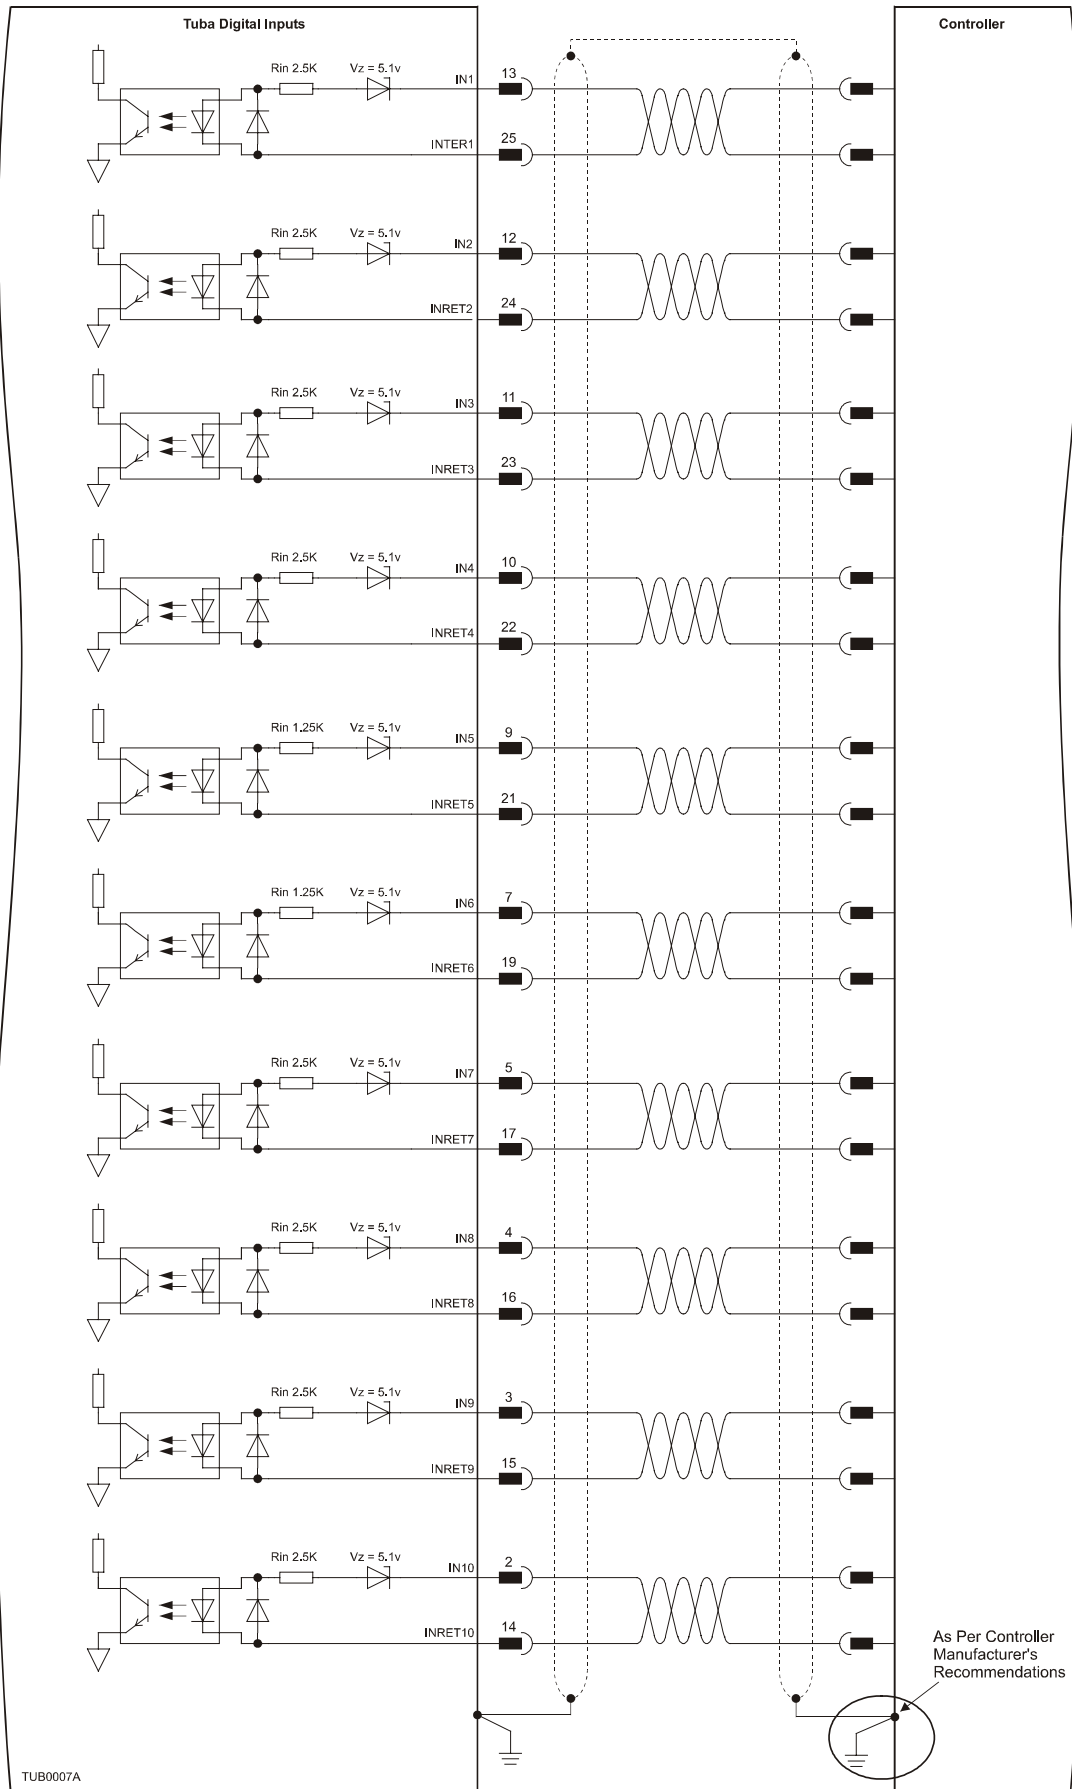 Tuba Digital Inputs
Controller
Rin 2.5K Vz = 5.1v IN1 13
INTER1 25
Rin 2.5K Vz = 5.1v IN2 12
INRET2 24
Rin 2.5K Vz = 5.1v IN3 11
INRET3 23
Rin 2.5K Vz = 5.1v IN4 10
INRET4 22
Rin 1.25K Vz = 5.1v IN5 9
INRET5 21
Rin 1.25K Vz = 5.1v IN6 7
INRET6 19
Rin 2.5K Vz = 5.1v IN7 5
INRET7 17
Rin 2.5K Vz = 5.1v IN8 4
INRET8 16
Rin 2.5K Vz = 5.1v IN9 3
INRET9 15
Rin 2.5K Vz = 5.1v IN10 2
INRET10 14
As Per Controller
Manufacturer's
Recommendations
TUB0007A